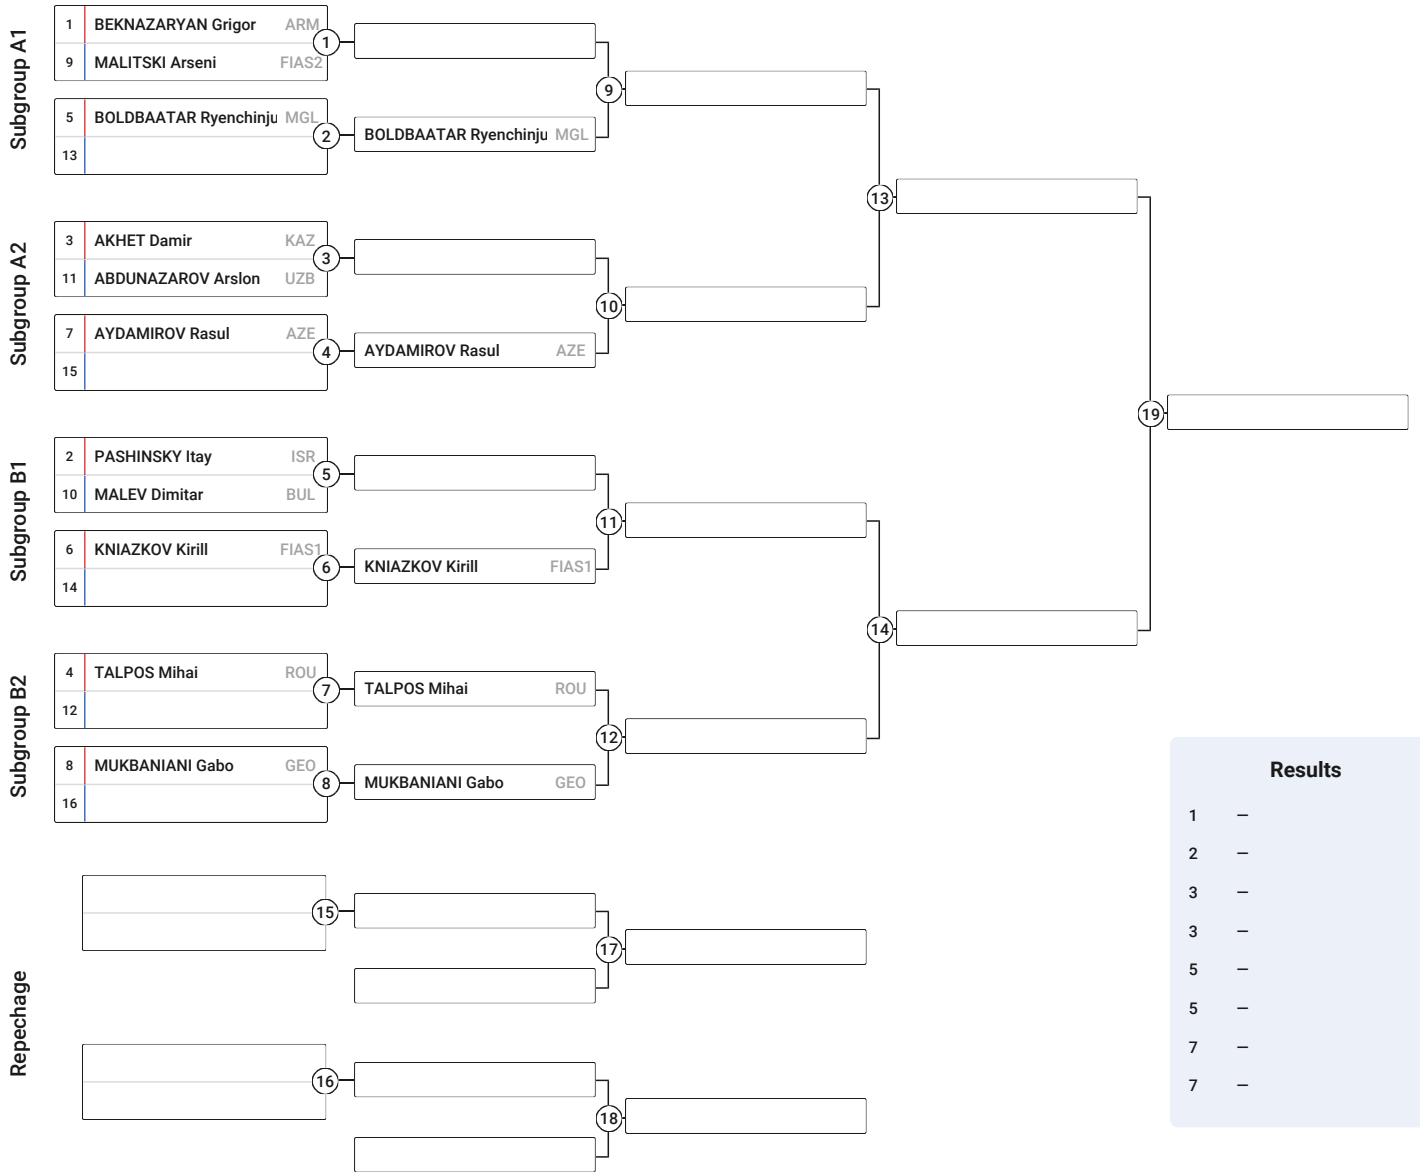 Subgroup A1
1 BEKNAZARYAN Grigor ARM
9 MALITSKI Arseni FIAS2
1
5 BOLDBAATAR Ryenchinju MGL
13
2
BOLDBAATAR Ryenchinju MGL
9
Subgroup A2
3 AKHET Damir KAZ
11 ABDUNAZAROV Arslon UZB
3
7 AYDAMIROV Rasul AZE
15
4
AYDAMIROV Rasul AZE
10
13
Subgroup B1
2 PASHINSKY Itay ISR
10 MALEV Dimitar BUL
5
6 KNIAZKOV Kirill FIAS1
14
6
KNIAZKOV Kirill FIAS1
11
Subgroup B2
4 TALPOS Mihai ROU
12
7
TALPOS Mihai ROU
8 MUKBANIANI Gabo GEO
16
8
MUKBANIANI Gabo GEO
12
14
19
Repechage
15
17
16
18
Results
1 –
2 –
3 –
3 –
5 –
5 –
7 –
7 –